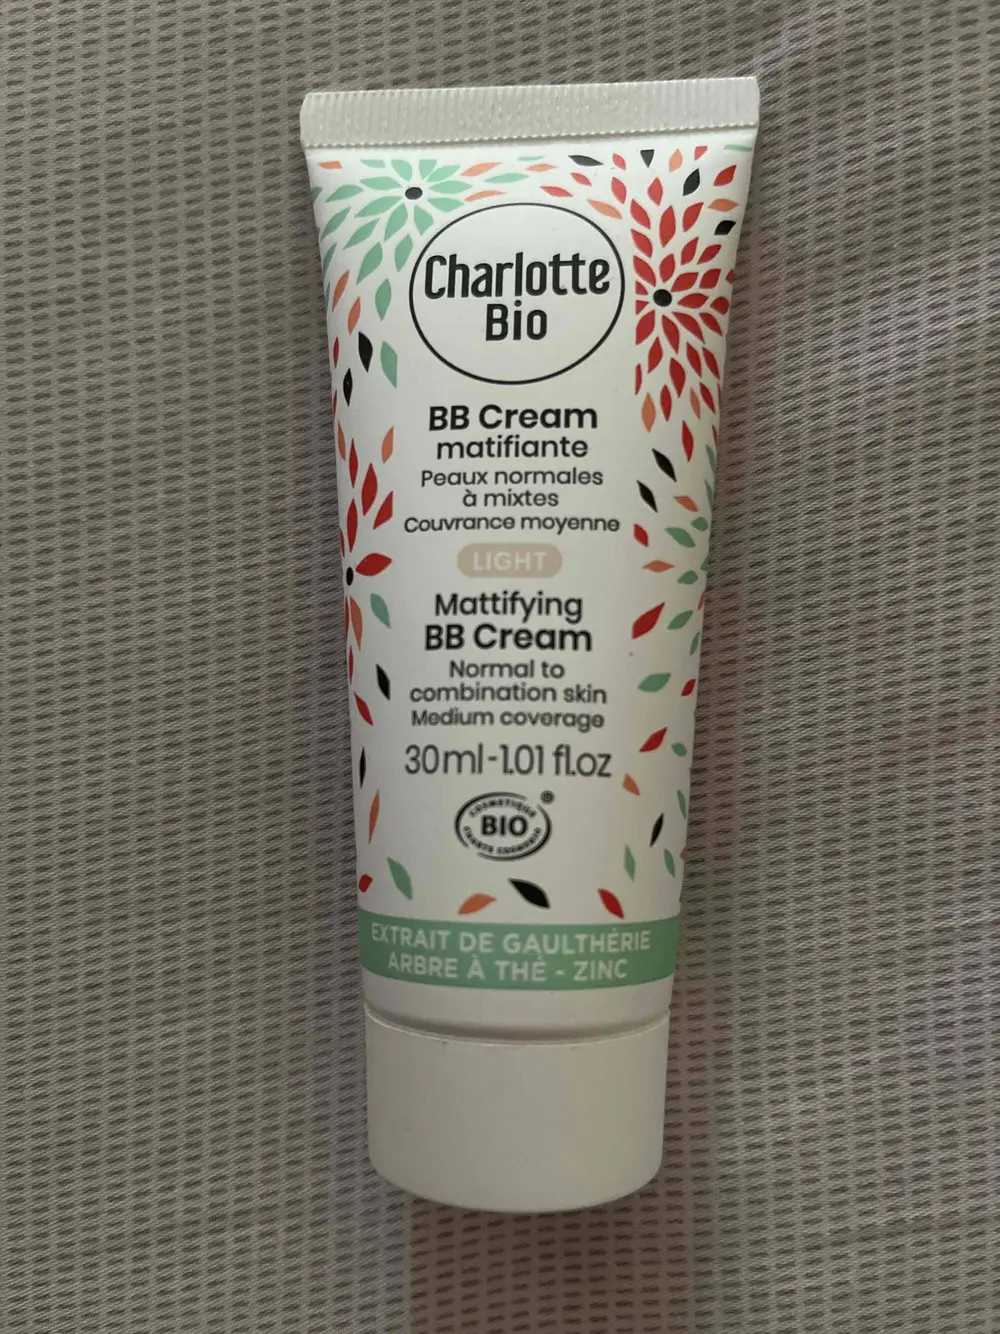 Charlotte
Bio
BB Cream
matifiante
Peaux normales
à mixtes
Couvrance moyenne
LIGHT
Mattifying
BB Cream
Normal to
combination skin
Medium coverage
30ml-1.01 fl.oz
COSMETIQUE
BIO
®
EXTRAIT DE GAULTHÉRIE
ARBRE À THÉ - ZINC